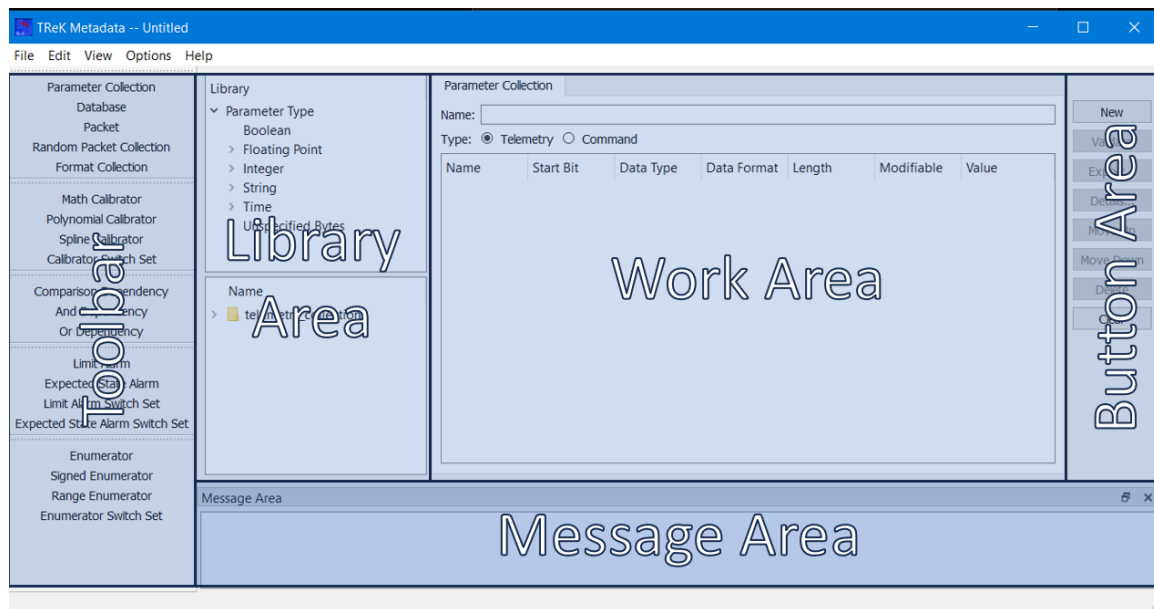 TReK Metadata -- Untitled
File Edit View Options Help
Parameter Collection
Database
Packet
Random Packet Collection
Format Collection
Math Calibrator
Polynomial Calibrator
Spline Calibrator
Calibrator Switch Set
Comparison Dependency
And Dependency
Or Dependency
Limit Alarm
Expected State Alarm
Limit Alarm Switch Set
Expected State Alarm Switch Set
Enumerator
Signed Enumerator
Range Enumerator
Enumerator Switch Set
Toolbar
Library
Parameter Type
Boolean
Floating Point
Integer
String
Time
Unspecified Bytes
Name
telemetry_collection
Library
Area
Parameter Collection
Name:
Type: Telemetry Command
Name Start Bit Data Type Data Format Length Modifiable Value
Work Area
New
Details...
Move Up
Move Down
Delete
Clear
Button Area
Message Area
Message Area